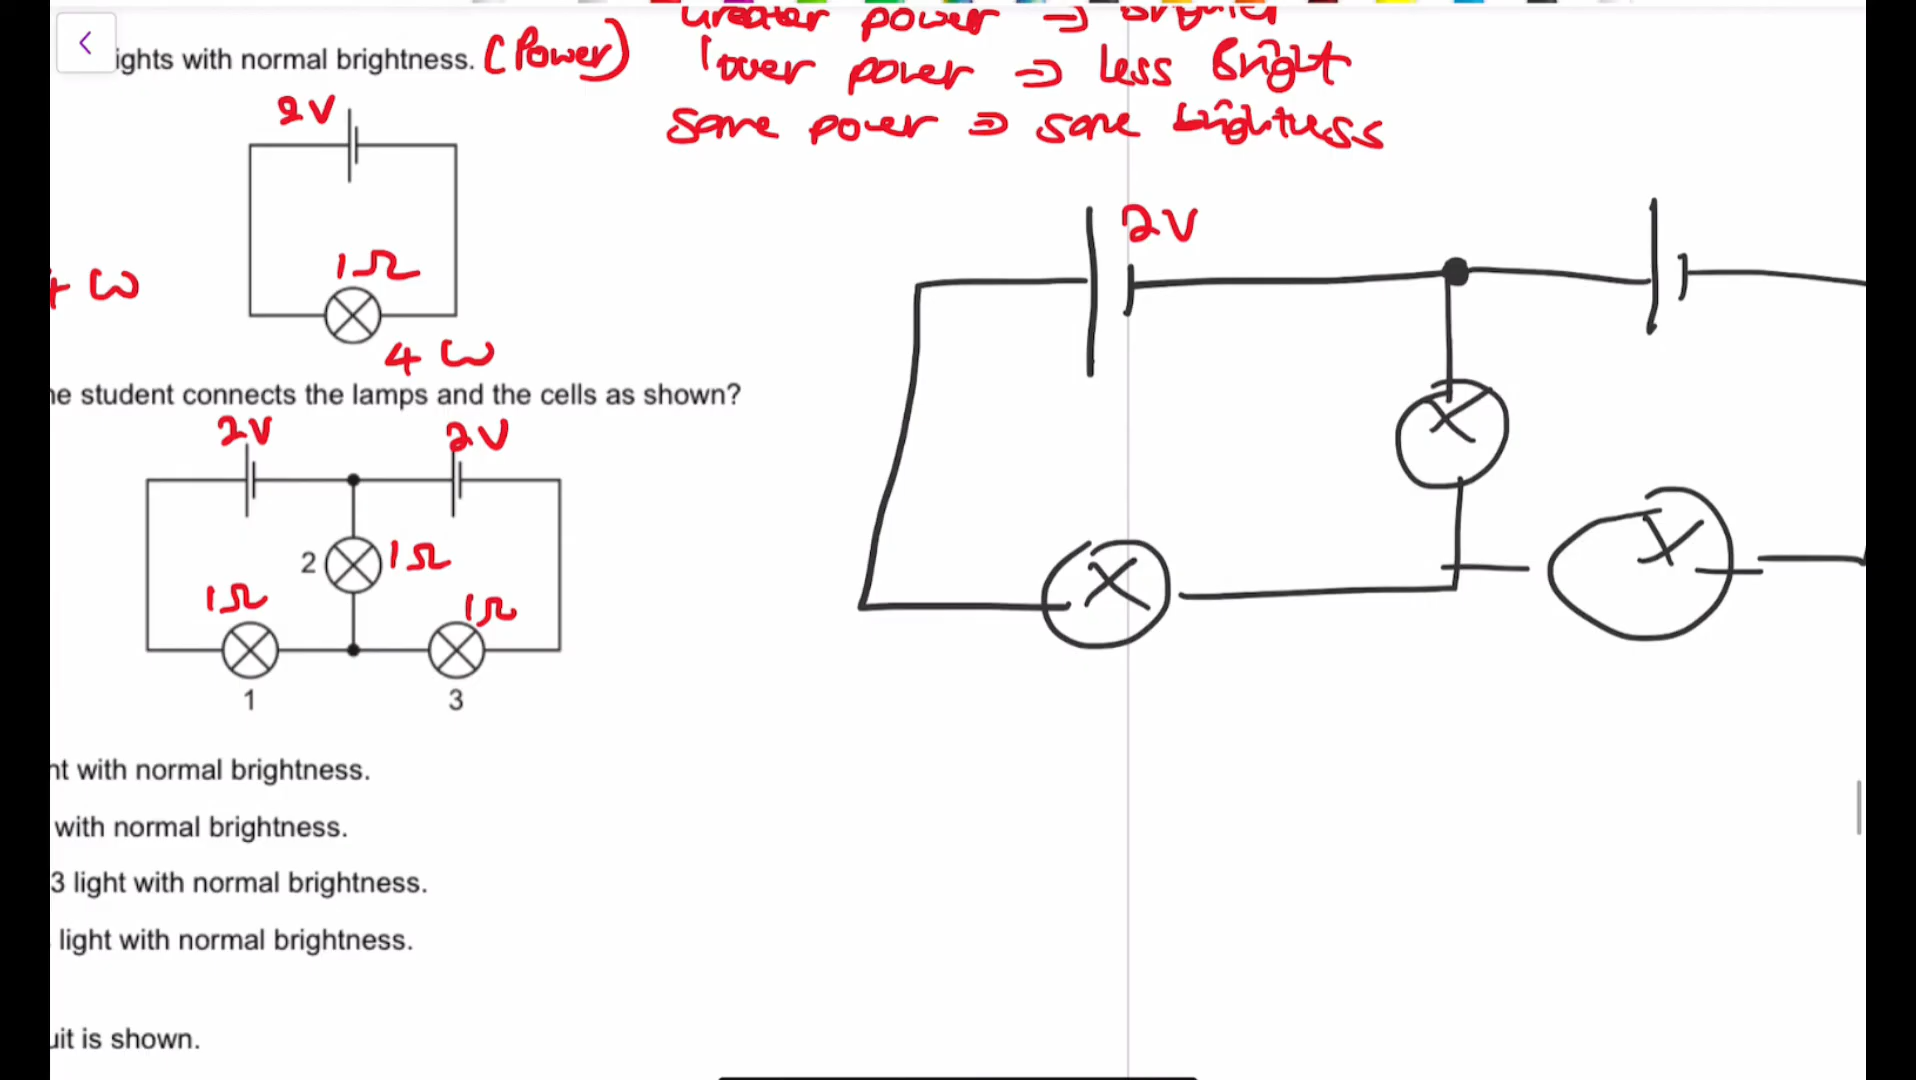 greater power => brighter
ights with normal brightness. (Power)
lower power => less Bright
same power => same brightness
2V
1Ω
4 W
4 W
2V
ne student connects the lamps and the cells as shown?
2V
2V
2
1Ω
1Ω
1Ω
1
3
nt with normal brightness.
with normal brightness.
3 light with normal brightness.
light with normal brightness.
uit is shown.